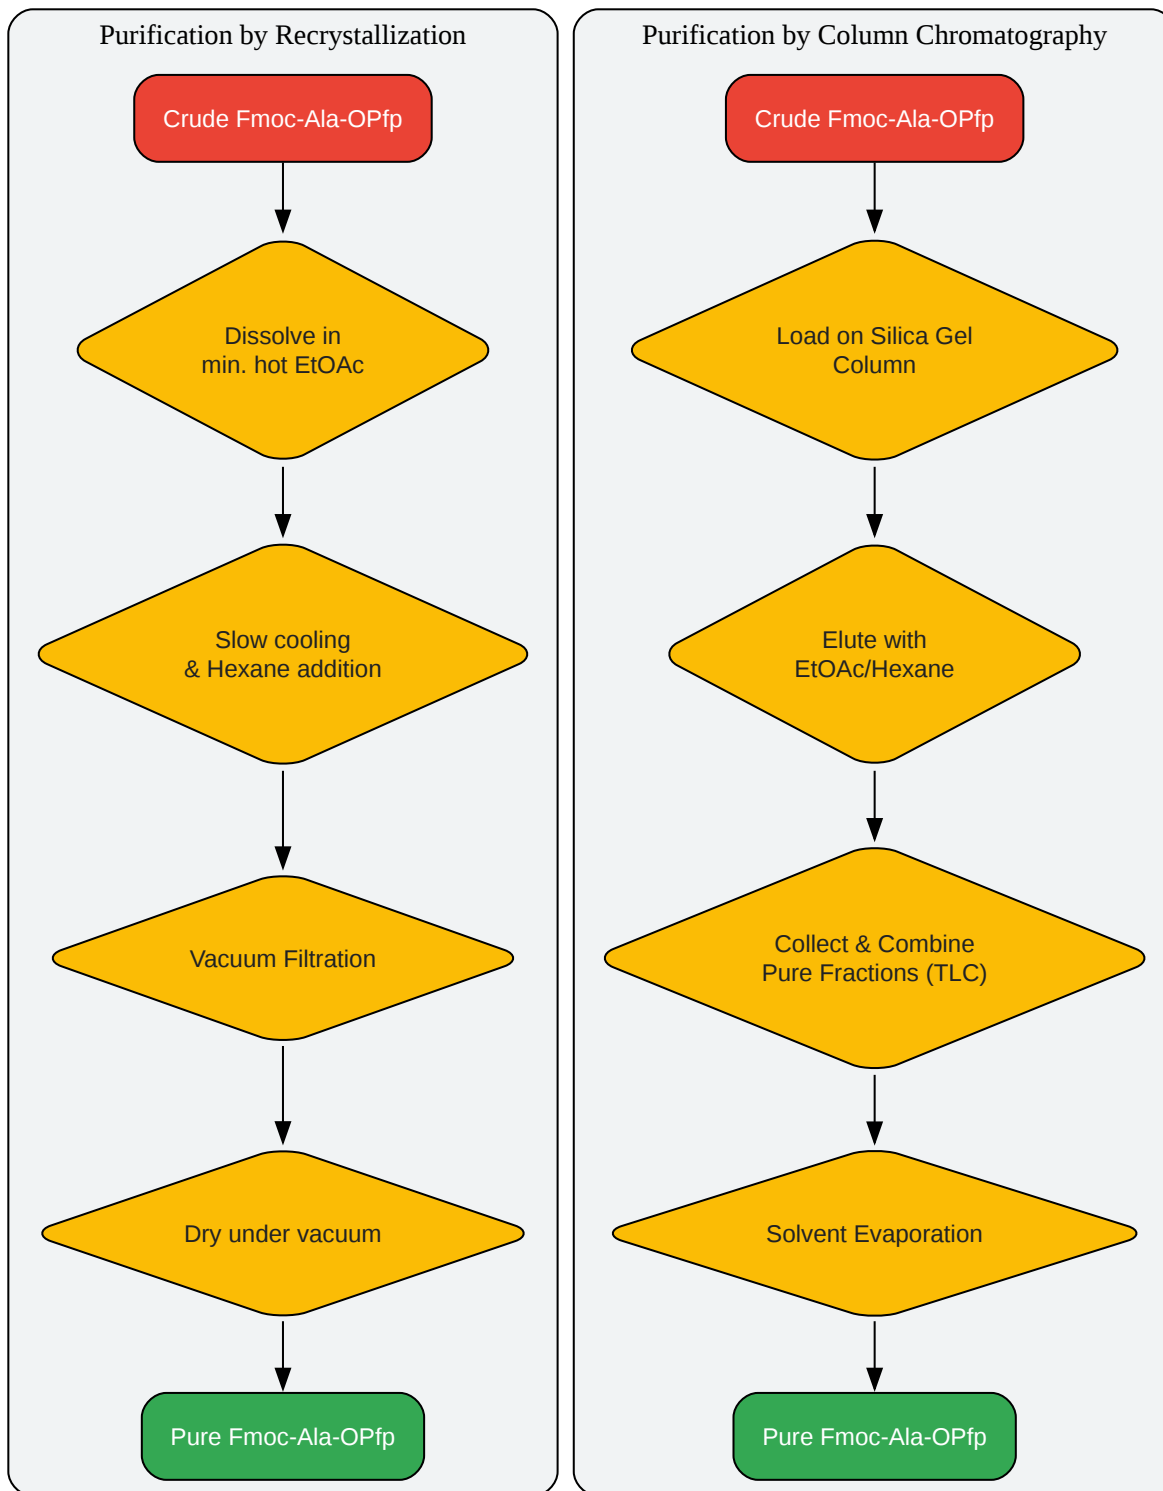 Purification by Recrystallization
Crude Fmoc-Ala-OPfp
Dissolve in
min. hot EtOAc
Slow cooling
& Hexane addition
Vacuum Filtration
Dry under vacuum
Pure Fmoc-Ala-OPfp
Purification by Column Chromatography
Crude Fmoc-Ala-OPfp
Load on Silica Gel
Column
Elute with
EtOAc/Hexane
Collect & Combine
Pure Fractions (TLC)
Solvent Evaporation
Pure Fmoc-Ala-OPfp